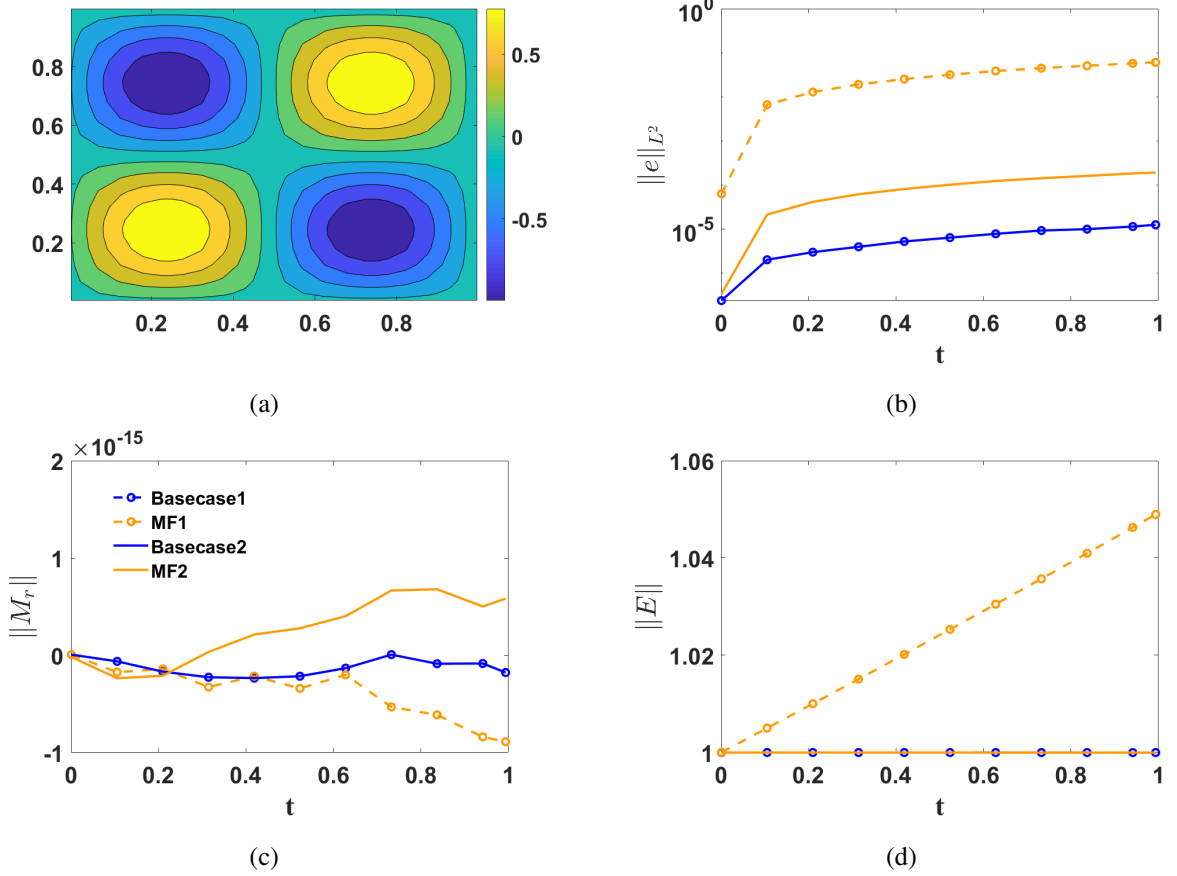 0.8
0.6
0.4
0.2
0.2 0.4 0.6 0.8
0.5
0
-0.5
(a)
10^0
10^-5
||e||_{L^2}
0 0.2 0.4 0.6 0.8 1
t
(b)
×10^-15
2
1
0
-1
||M_r||
Basecase1
MF1
Basecase2
MF2
0 0.2 0.4 0.6 0.8 1
t
(c)
1.06
1.04
1.02
1
||E||
0 0.2 0.4 0.6 0.8 1
t
(d)